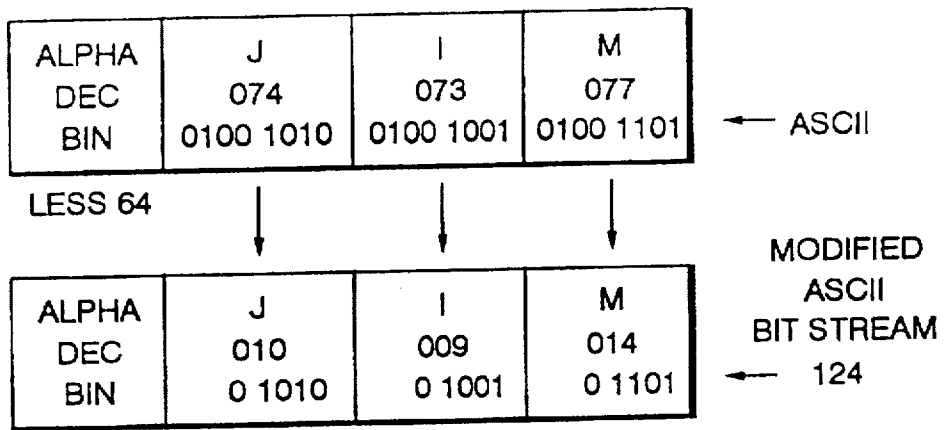 ALPHA J I M
DEC 074 073 077
BIN 0100 1010 0100 1001 0100 1101 ASCII
LESS 64
MODIFIED
ASCII
BIT STREAM
124
ALPHA J I M
DEC 010 009 014
BIN 0 1010 0 1001 0 1101